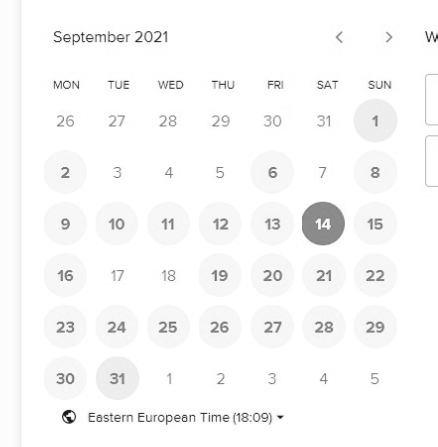 September 2021 < > W
MON TUE WED THU FRI SAT SUN
26 27 28 29 30 31 1
2 3 4 5 6 7 8
9 10 11 12 13 14 15
16 17 18 19 20 21 22
23 24 25 26 27 28 29
30 31 1 2 3 4 5
Eastern European Time (18:09)